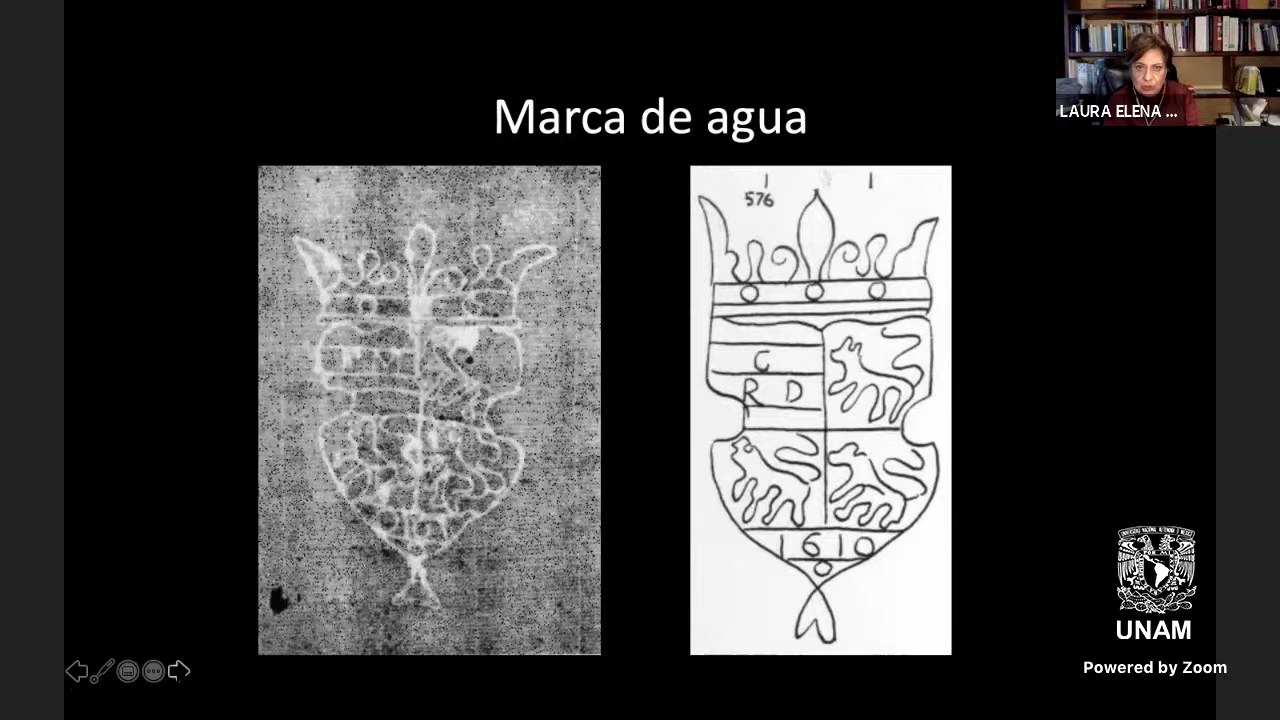 LAURA ELENA ...
Marca de agua
576
C
R D
1610
UNAM
Powered by Zoom